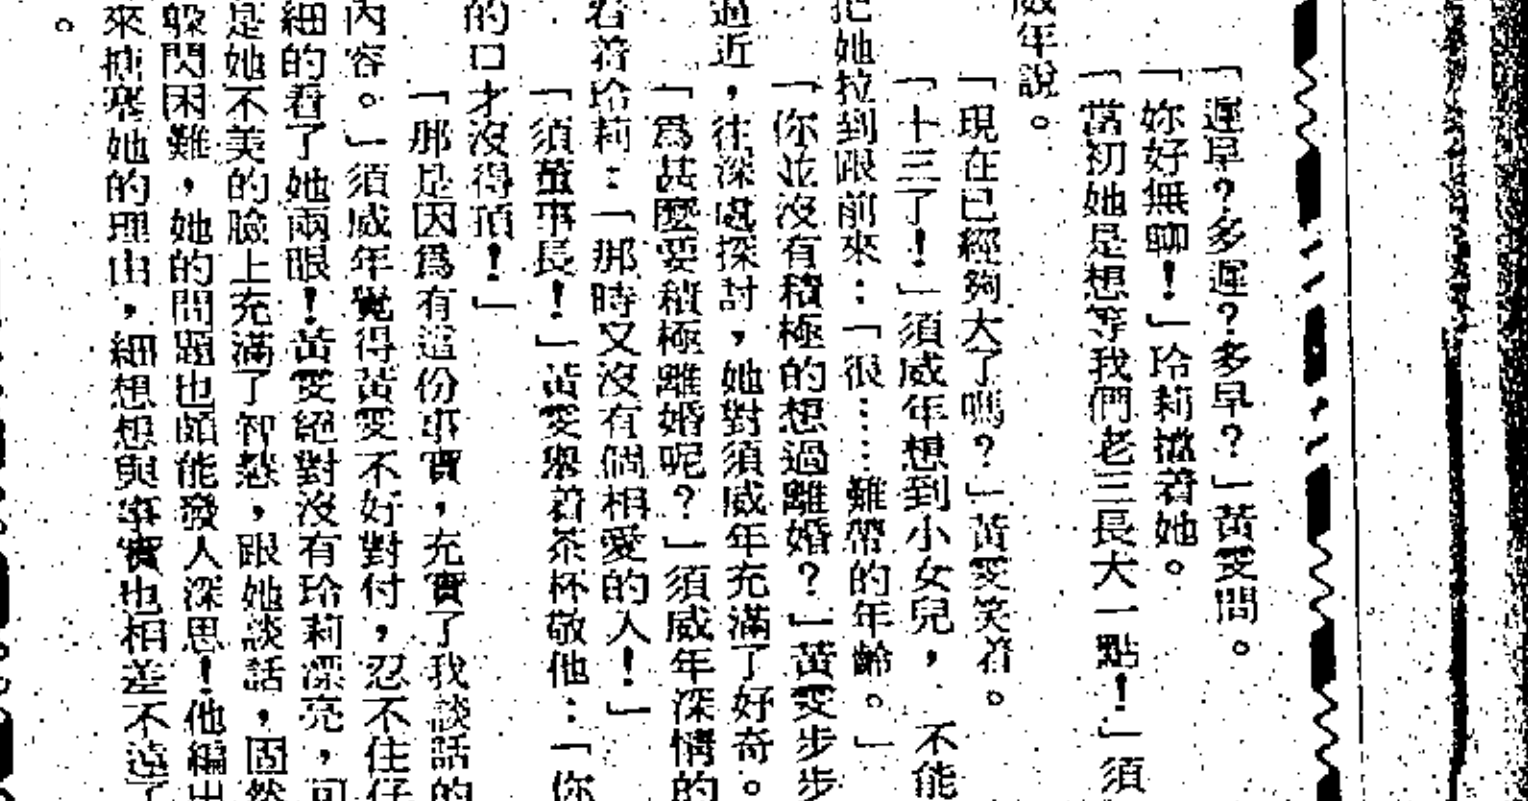 「遲早？多遲？多早？」黃雯問。
「妳好無聊！」玲莉搥着她。
「當初她是想等我們老三長大一點！」須
威年說。
「現在已經夠大了嗎？」黃雯笑着。
「十三了！」須威年想到小女兒，不能
把她拉到跟前來：「很……難帶的年齡。」
「你並沒有積極的想過離婚？」黃雯步步
逼近，往深處探討，她對須威年充滿了好奇。
「爲甚麼要積極離婚呢？」須威年深情的
看着玲莉：「那時又沒有個相愛的人！」
「須董事長！」黃雯舉着茶杯敬他：「你
的口才沒得頂！」
「那是因爲有這份事實，充實了我談話的
內容。」須威年覺得黃雯不好對付，忍不住仔
細的看了她兩眼！黃雯絕對沒有玲莉漂亮，可
是她不美的臉上充滿了智慧，跟她談話，固然
躲閃困難，她的問題也頗能發人深思！他編出
來搪塞她的理由，細想想與事實也相差不遠了
。